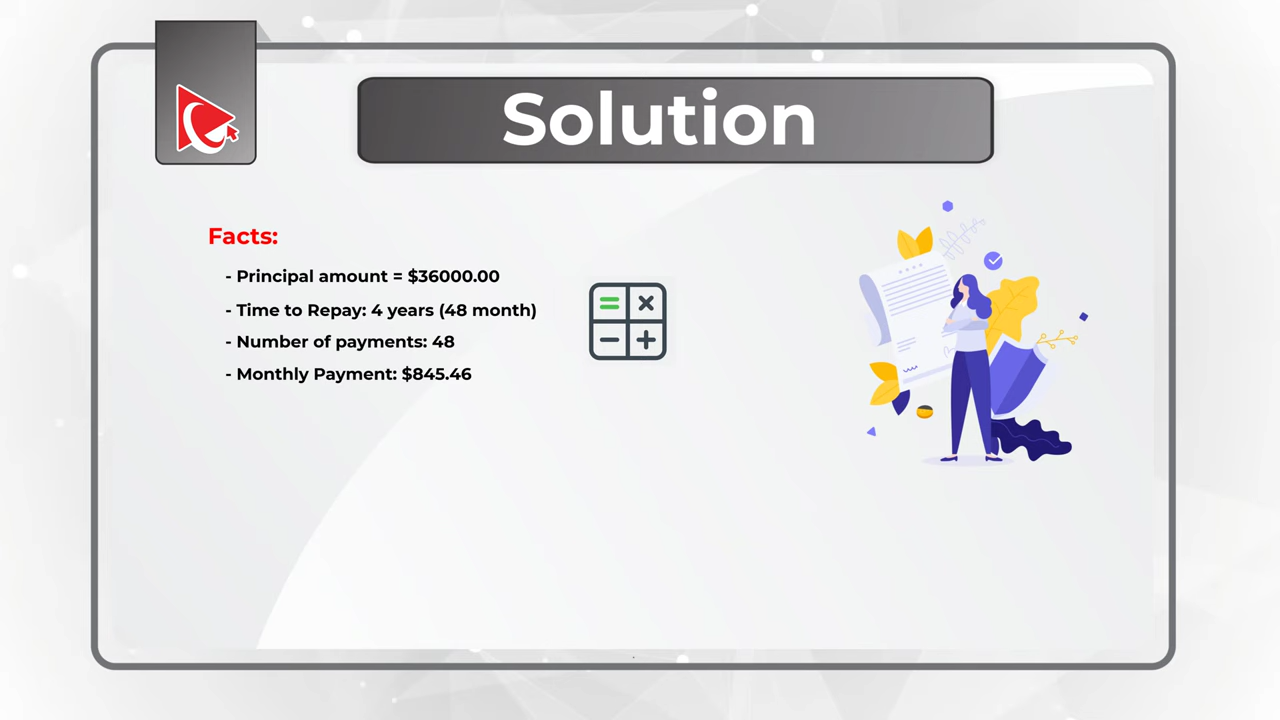 Solution
Facts:
- Principal amount = $36000.00
- Time to Repay: 4 years (48 month)
- Number of payments: 48
- Monthly Payment: $845.46